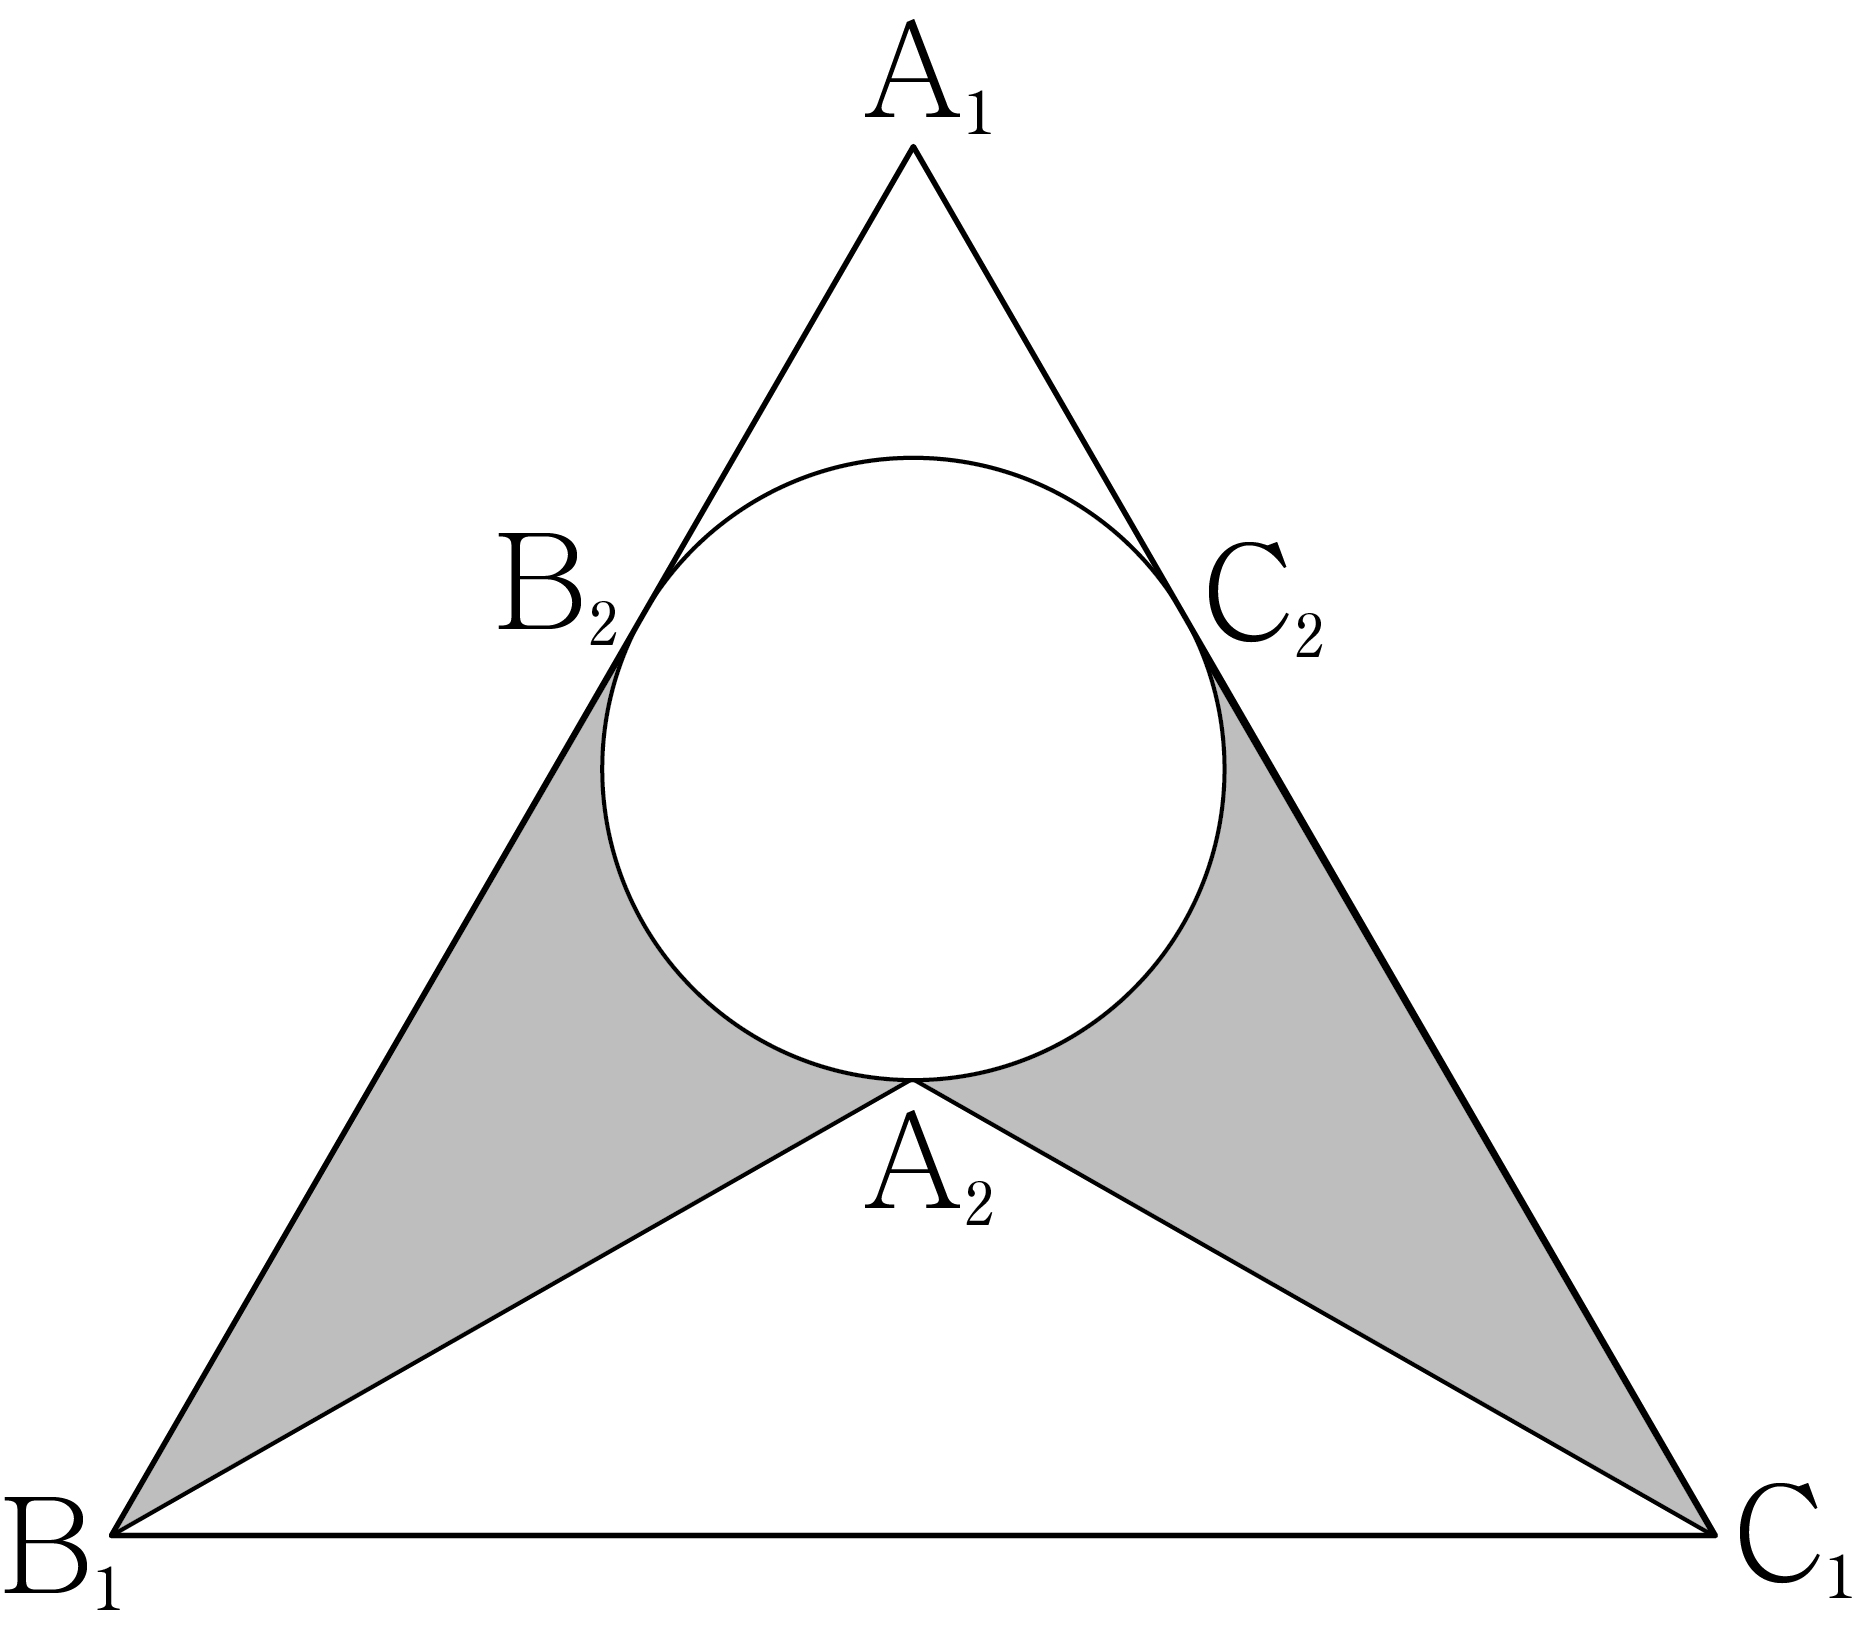 A₁
B₂
C₂
A₂
B₁
C₁